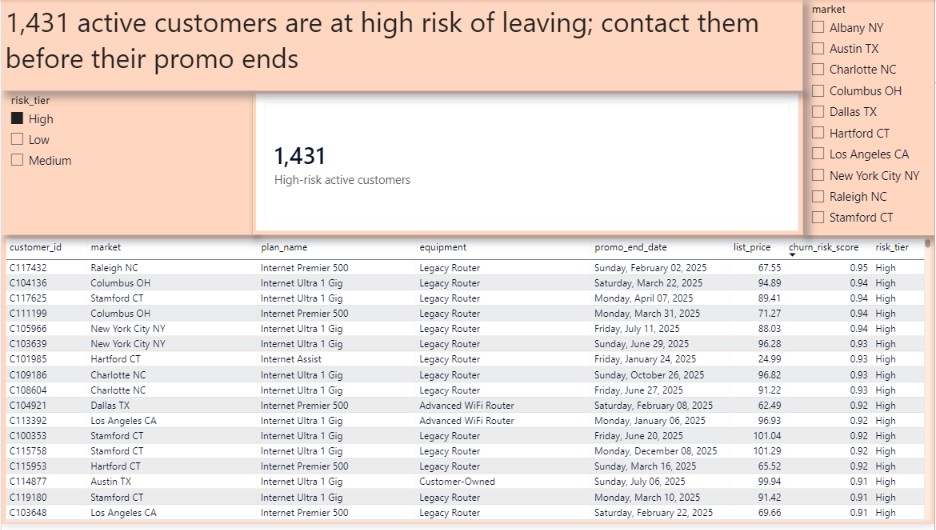 1,431 active customers are at high risk of leaving; contact them
before their promo ends
market
Albany NY
Austin TX
Charlotte NC
Columbus OH
Dallas TX
Hartford CT
Los Angeles CA
New York City NY
Raleigh NC
Stamford CT
risk_tier
High
Low
Medium
1,431
High-risk active customers
customer_id market plan_name equipment promo_end_date list_price churn_risk_score risk_tier
C117432 Raleigh NC Internet Premier 500 Legacy Router Sunday, February 02, 2025 67.55 0.95 High
C104136 Columbus OH Internet Ultra 1 Gig Legacy Router Saturday, March 22, 2025 94.89 0.94 High
C117625 Stamford CT Internet Ultra 1 Gig Legacy Router Monday, April 07, 2025 89.41 0.94 High
C111199 Columbus OH Internet Premier 500 Legacy Router Monday, March 31, 2025 71.27 0.94 High
C105966 New York City NY Internet Ultra 1 Gig Legacy Router Friday, July 11, 2025 88.03 0.94 High
C103639 New York City NY Internet Ultra 1 Gig Legacy Router Sunday, June 29, 2025 96.28 0.93 High
C101985 Hartford CT Internet Assist Legacy Router Friday, January 24, 2025 24.99 0.93 High
C109186 Charlotte NC Internet Ultra 1 Gig Legacy Router Sunday, October 26, 2025 96.82 0.93 High
C108604 Charlotte NC Internet Ultra 1 Gig Legacy Router Friday, June 27, 2025 91.22 0.93 High
C104921 Dallas TX Internet Premier 500 Advanced WiFi Router Saturday, February 08, 2025 62.49 0.92 High
C113392 Los Angeles CA Internet Ultra 1 Gig Advanced WiFi Router Monday, January 06, 2025 96.93 0.92 High
C100353 Stamford CT Internet Ultra 1 Gig Legacy Router Friday, June 20, 2025 101.04 0.92 High
C115758 Stamford CT Internet Ultra 1 Gig Legacy Router Monday, December 08, 2025 101.29 0.92 High
C115953 Hartford CT Internet Premier 500 Legacy Router Sunday, March 16, 2025 65.52 0.92 High
C114877 Austin TX Internet Ultra 1 Gig Customer-Owned Sunday, July 06, 2025 99.94 0.91 High
C119180 Stamford CT Internet Ultra 1 Gig Legacy Router Monday, March 10, 2025 91.42 0.91 High
C103648 Los Angeles CA Internet Premier 500 Legacy Router Saturday, February 22, 2025 69.66 0.91 High